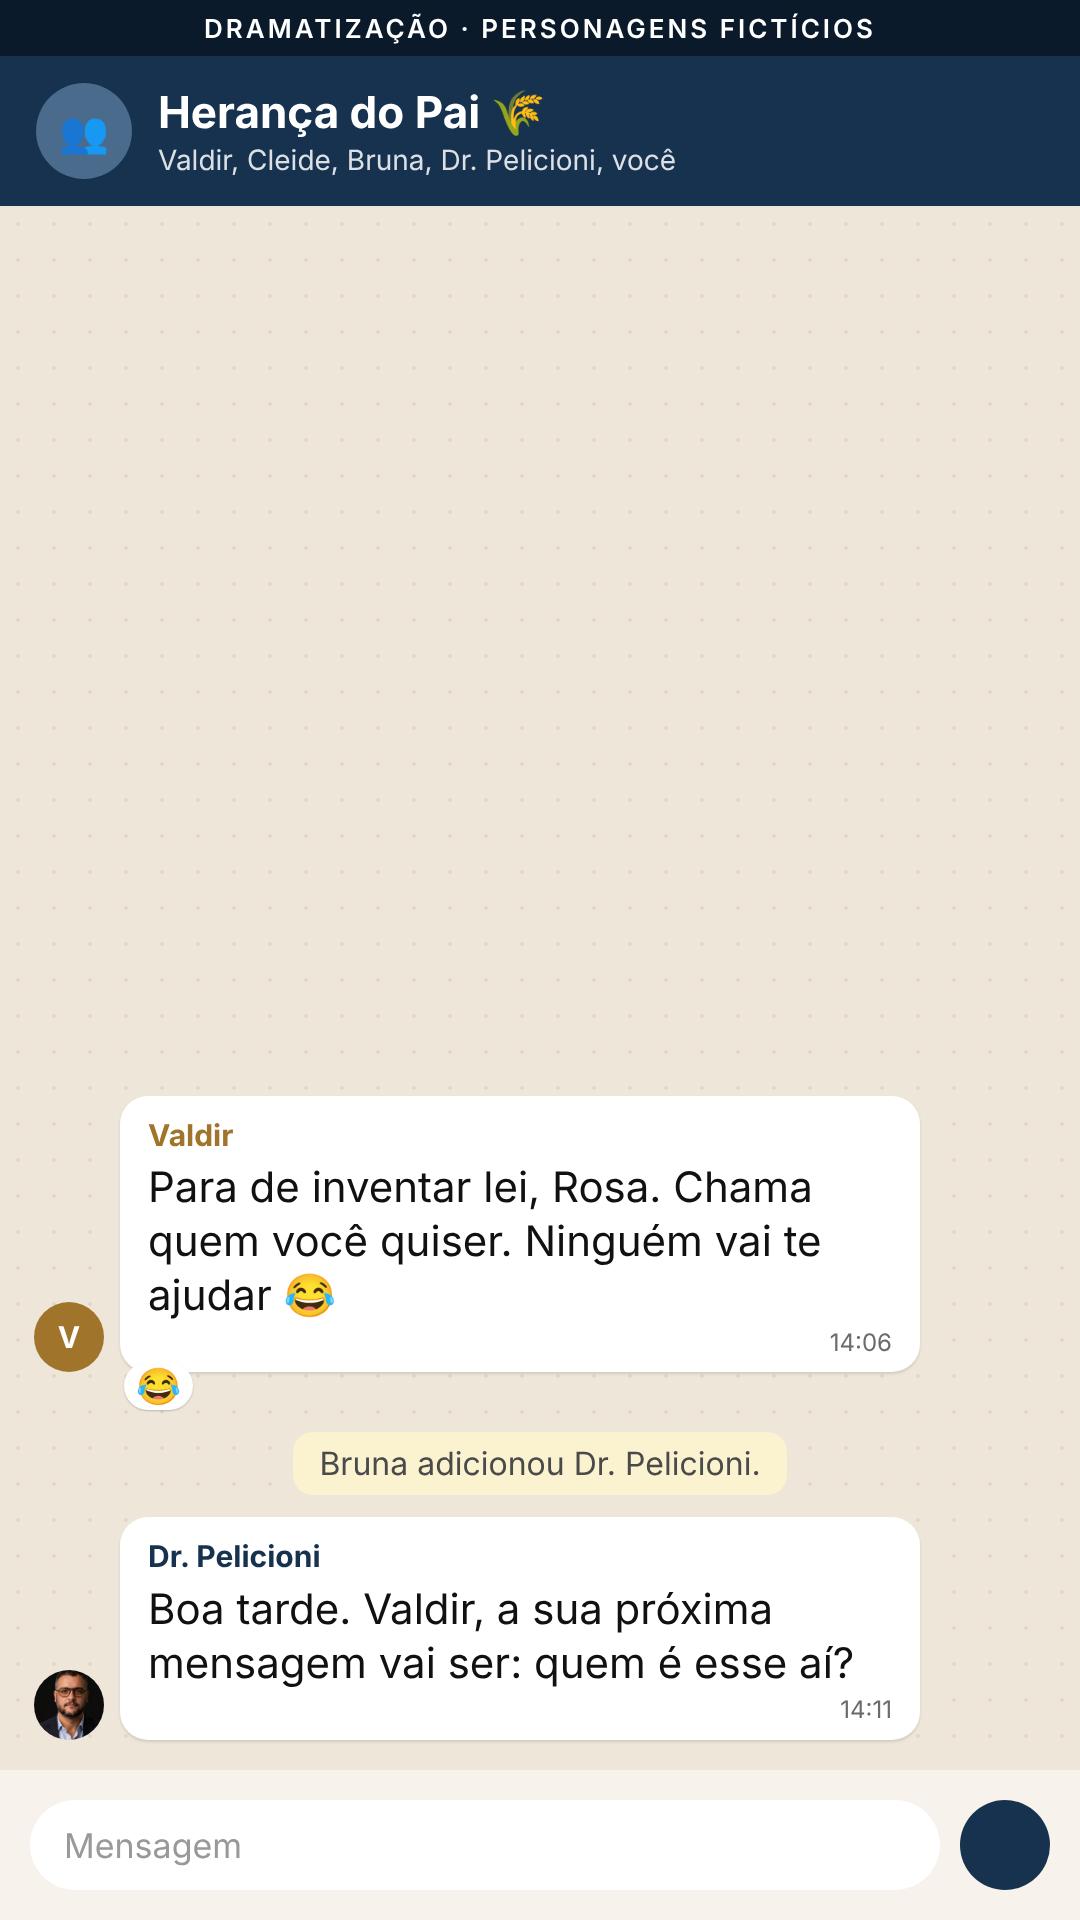 DRAMATIZAÇÃO · PERSONAGENS FICTÍCIOS
Herança do Pai 🌾
Valdir, Cleide, Bruna, Dr. Pelicioni, você
Valdir
Para de inventar lei, Rosa. Chama
quem você quiser. Ninguém vai te
ajudar 😂
14:06
V
😂
Bruna adicionou Dr. Pelicioni.
Dr. Pelicioni
Boa tarde. Valdir, a sua próxima
mensagem vai ser: quem é esse aí?
14:11
Mensagem